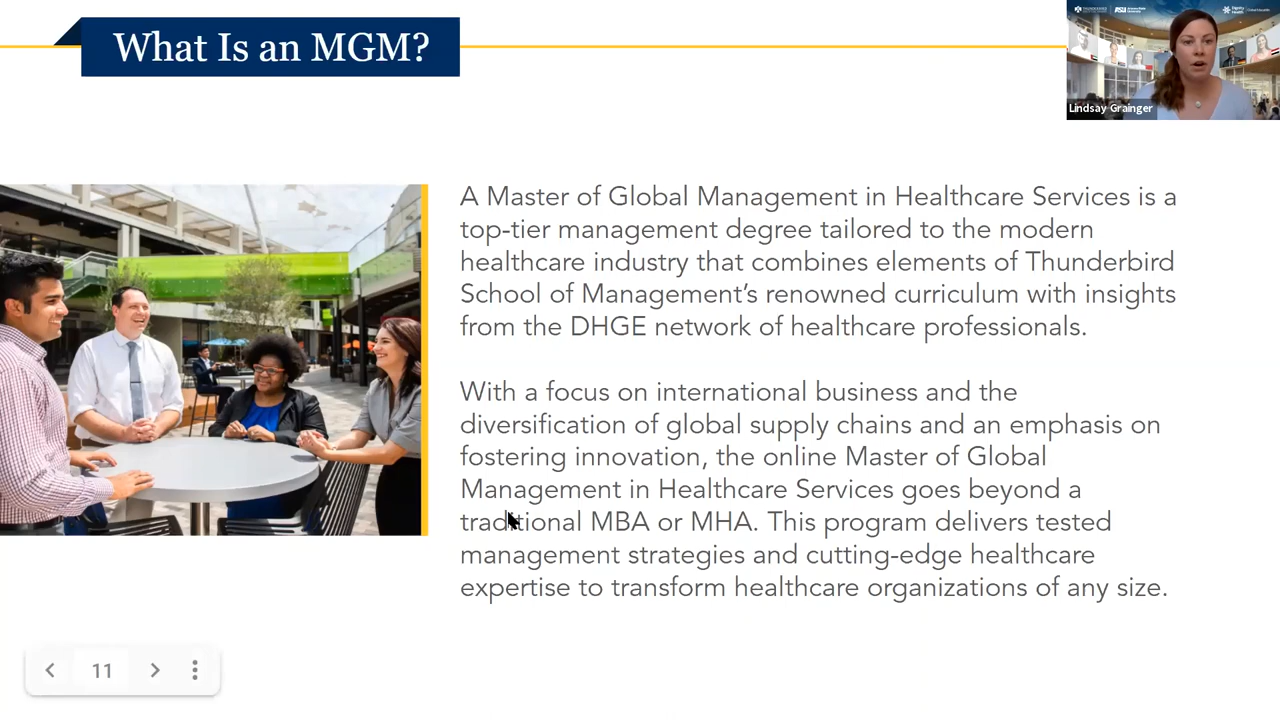 What Is an MGM?
Lindsay Grainger
A Master of Global Management in Healthcare Services is a
top-tier management degree tailored to the modern
healthcare industry that combines elements of Thunderbird
School of Management’s renowned curriculum with insights
from the DHGE network of healthcare professionals.
With a focus on international business and the
diversification of global supply chains and an emphasis on
fostering innovation, the online Master of Global
Management in Healthcare Services goes beyond a
traditional MBA or MHA. This program delivers tested
management strategies and cutting-edge healthcare
expertise to transform healthcare organizations of any size.
11